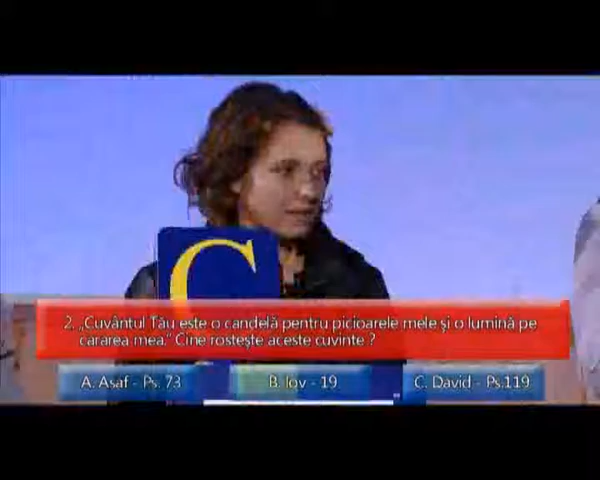 C
2. „Cuvântul Tău este o candelă pentru picioarele mele şi o lumină pe
cărarea mea.” Cine rosteşte aceste cuvinte ?
A. Asaf - Ps. 73
B. Iov - 19
C. David - Ps.119